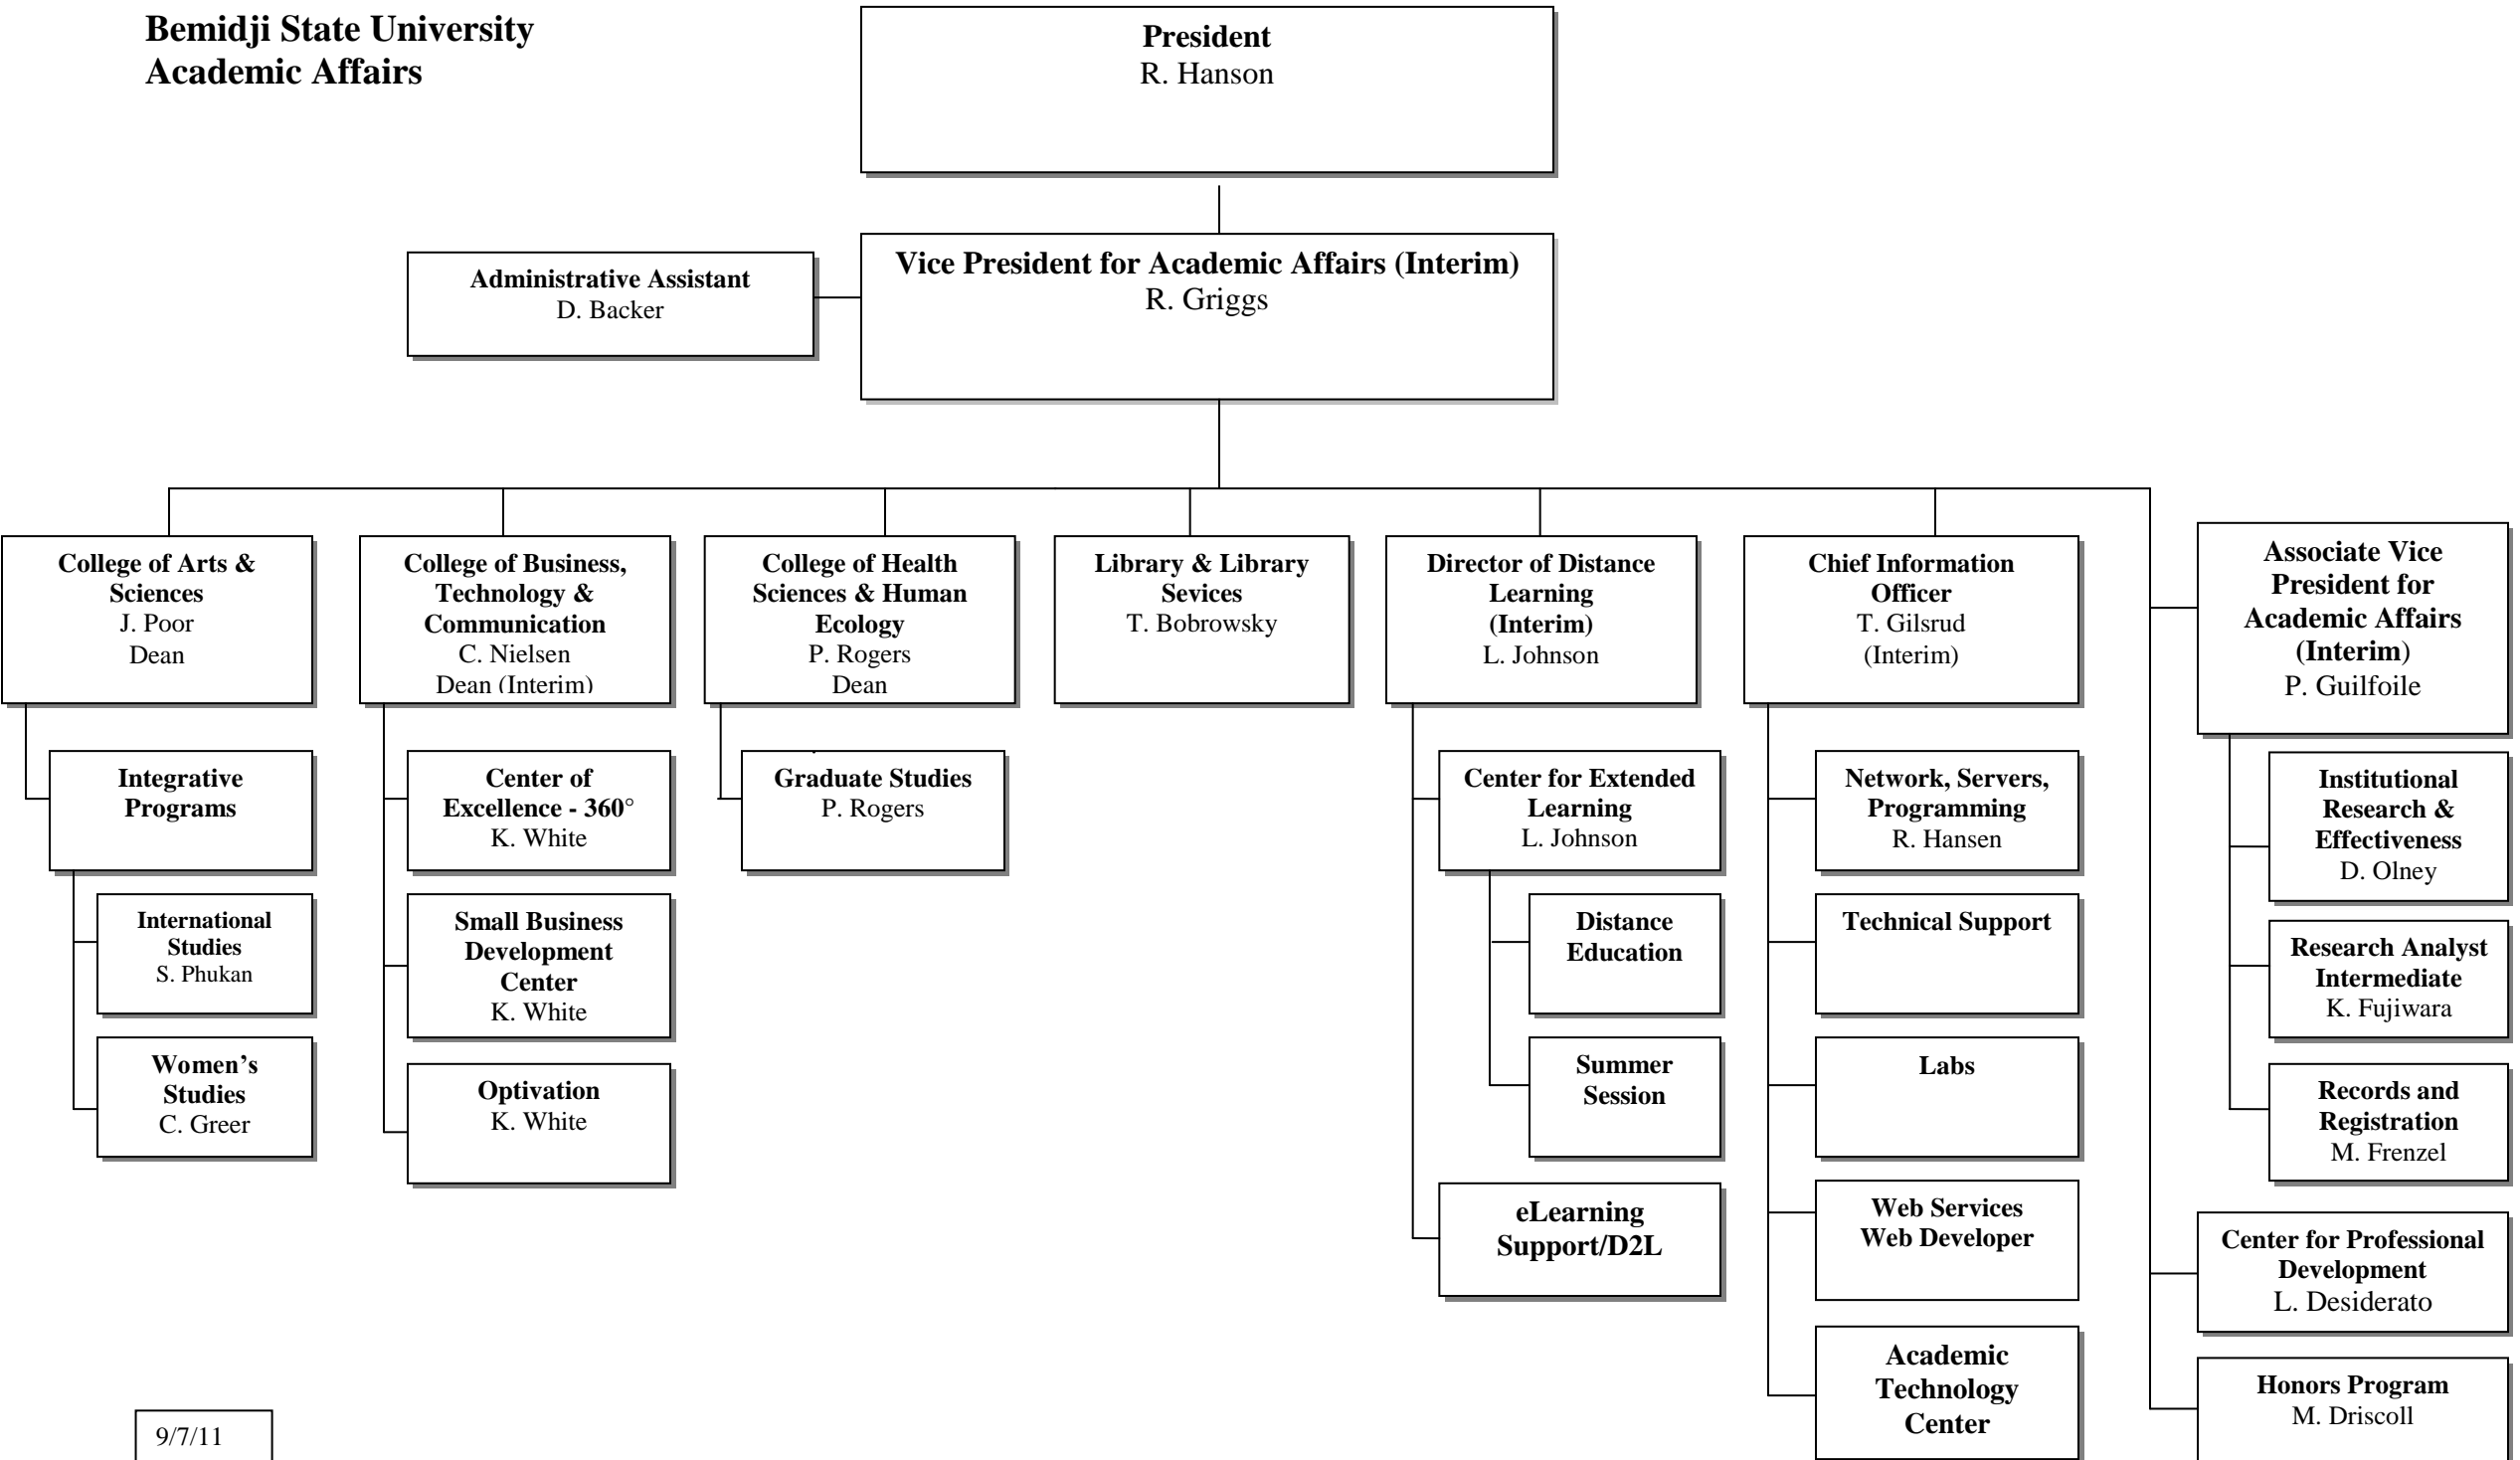 Bemidji State University
Academic Affairs
President
R. Hanson
Vice President for Academic Affairs (Interim)
R. Griggs
Administrative Assistant
D. Backer
College of Arts &
Sciences
J. Poor
Dean
Integrative
Programs
International
Studies
S. Phukan
Women’s
Studies
C. Greer
College of Business,
Technology &
Communication
C. Nielsen
Dean (Interim)
Center of
Excellence - 360°
K. White
Small Business
Development
Center
K. White
Optivation
K. White
College of Health
Sciences & Human
Ecology
P. Rogers
Dean
Graduate Studies
P. Rogers
Library & Library
Sevices
T. Bobrowsky
Director of Distance
Learning
(Interim)
L. Johnson
Center for Extended
Learning
L. Johnson
Distance
Education
Summer
Session
eLearning
Support/D2L
Chief Information
Officer
T. Gilsrud
(Interim)
Network, Servers,
Programming
R. Hansen
Technical Support
Labs
Web Services
Web Developer
Academic
Technology
Center
Associate Vice
President for
Academic Affairs
(Interim)
P. Guilfoile
Institutional
Research &
Effectiveness
D. Olney
Research Analyst
Intermediate
K. Fujiwara
Records and
Registration
M. Frenzel
Center for Professional
Development
L. Desiderato
Honors Program
M. Driscoll
9/7/11